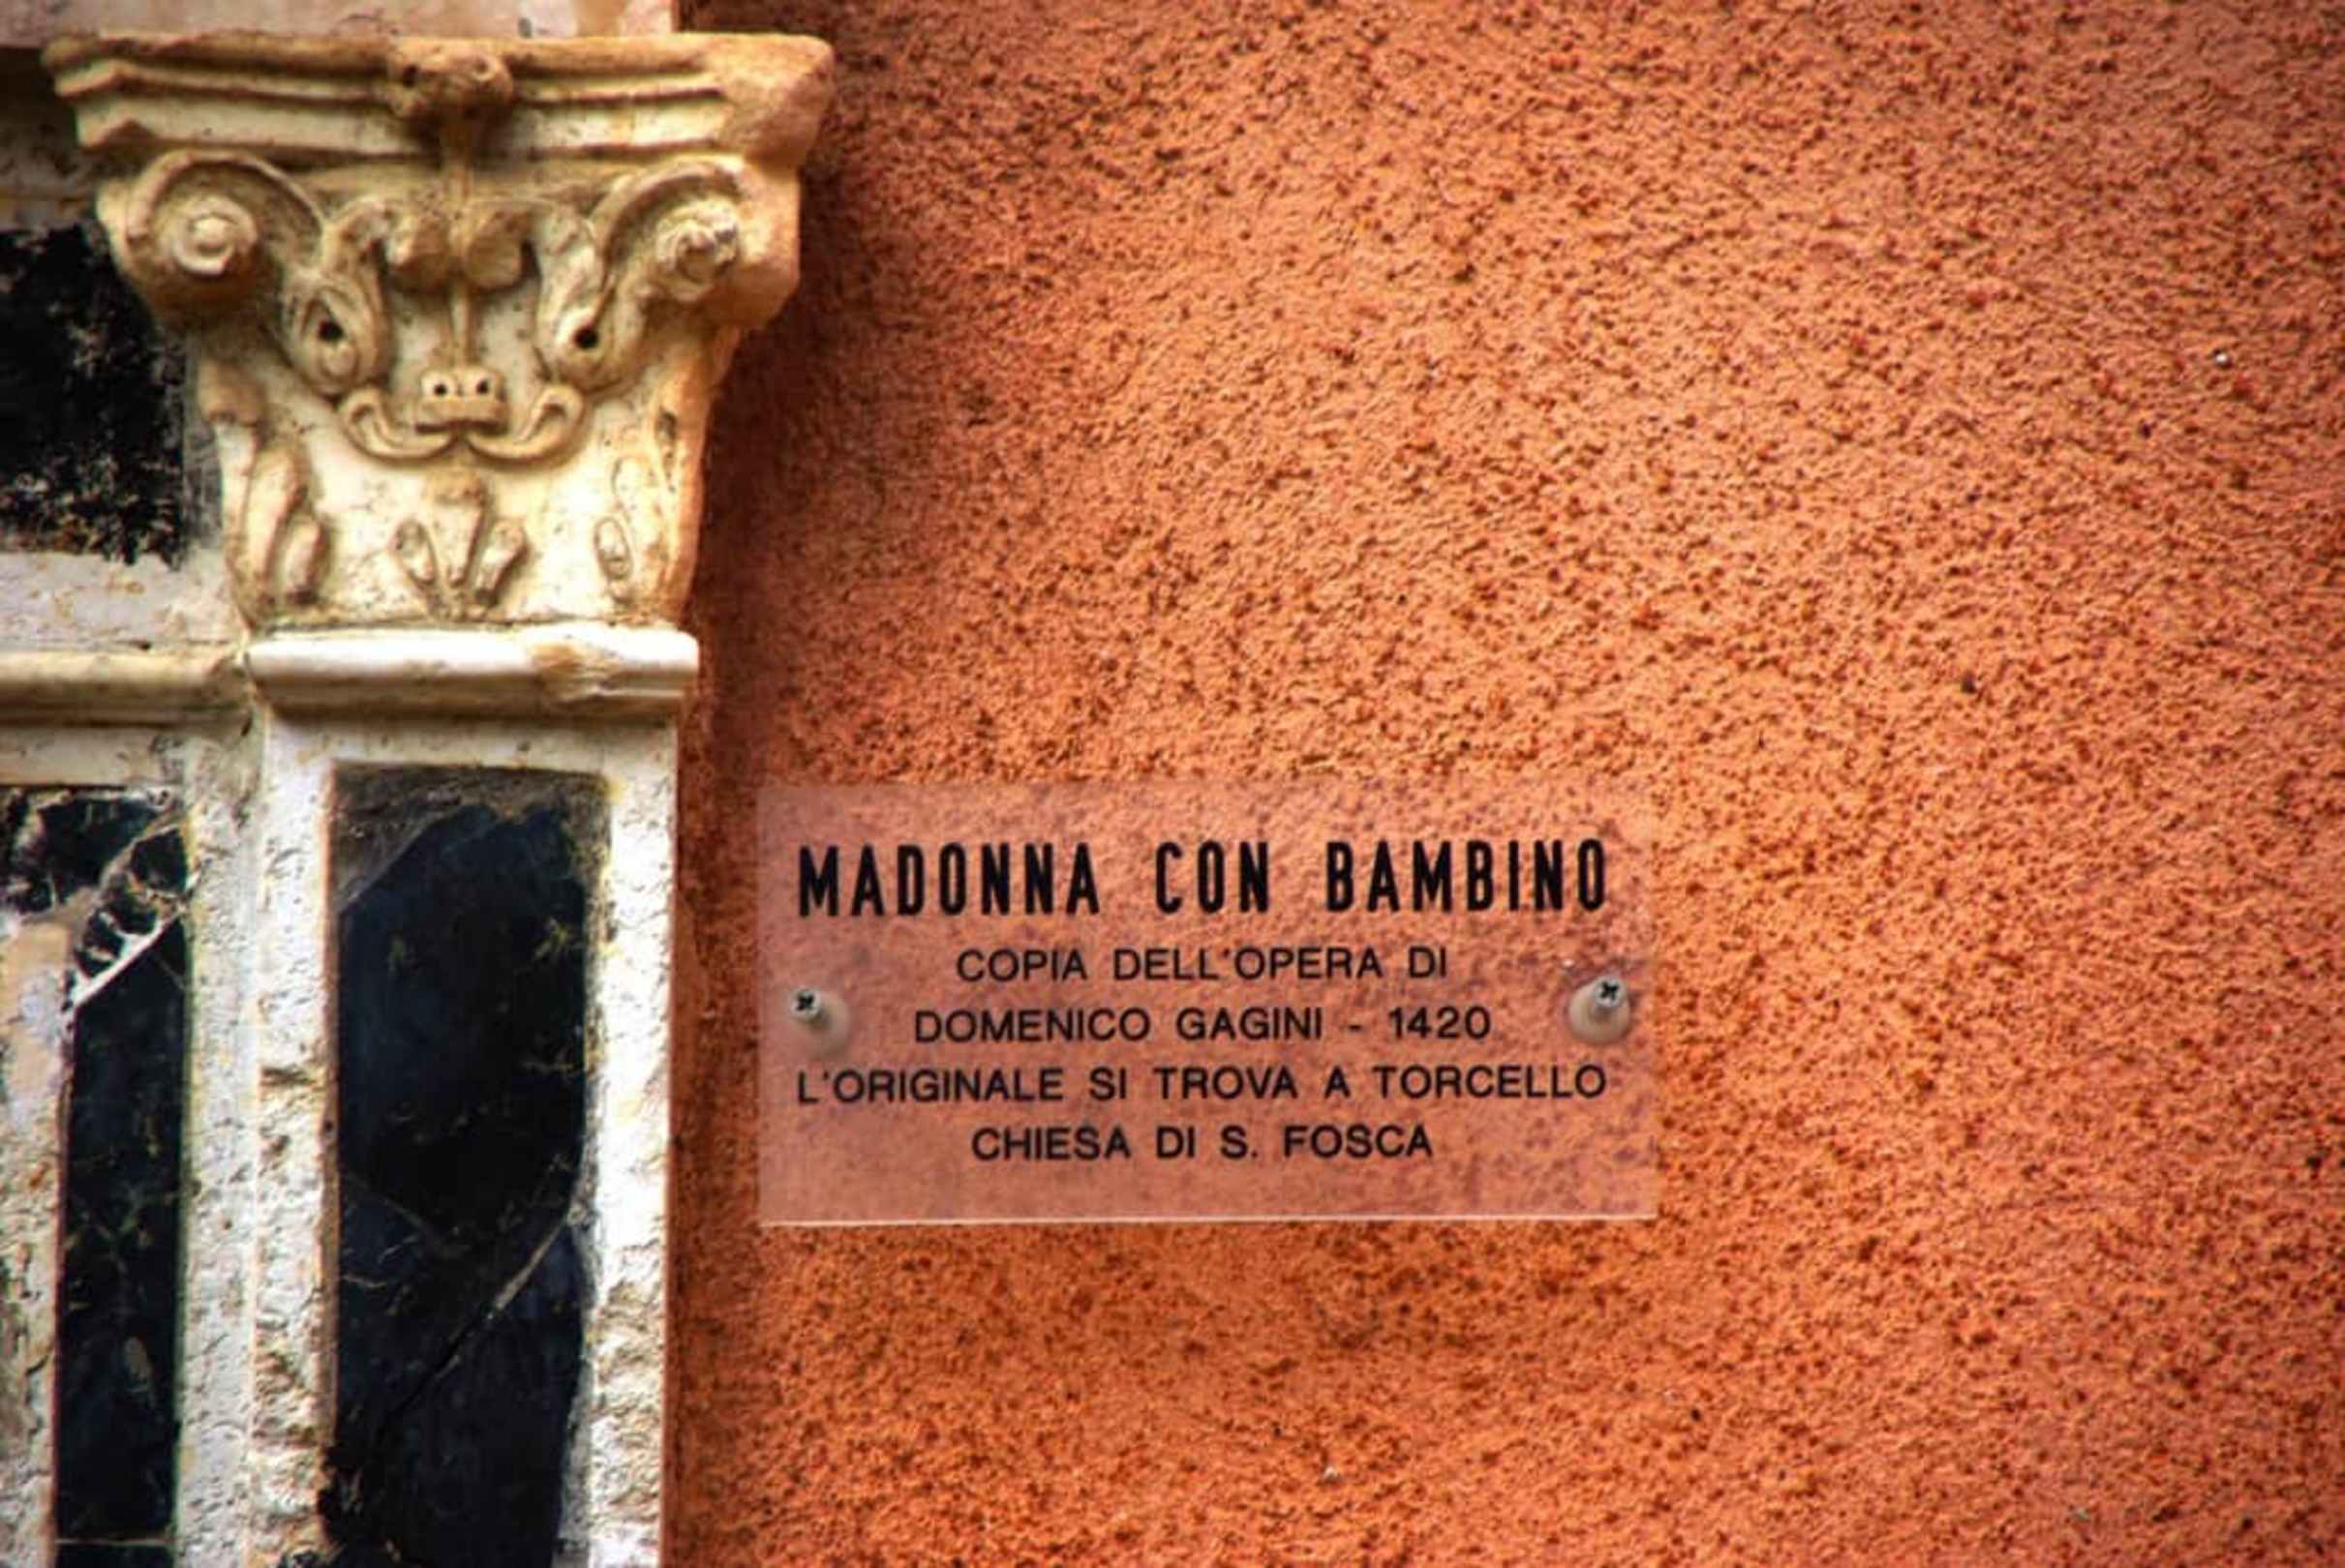 MADONNA CON BAMBINO
COPIA DELL'OPERA DI
DOMENICO GAGINI - 1420
L'ORIGINALE SI TROVA A TORCELLO
CHIESA DI S. FOSCA